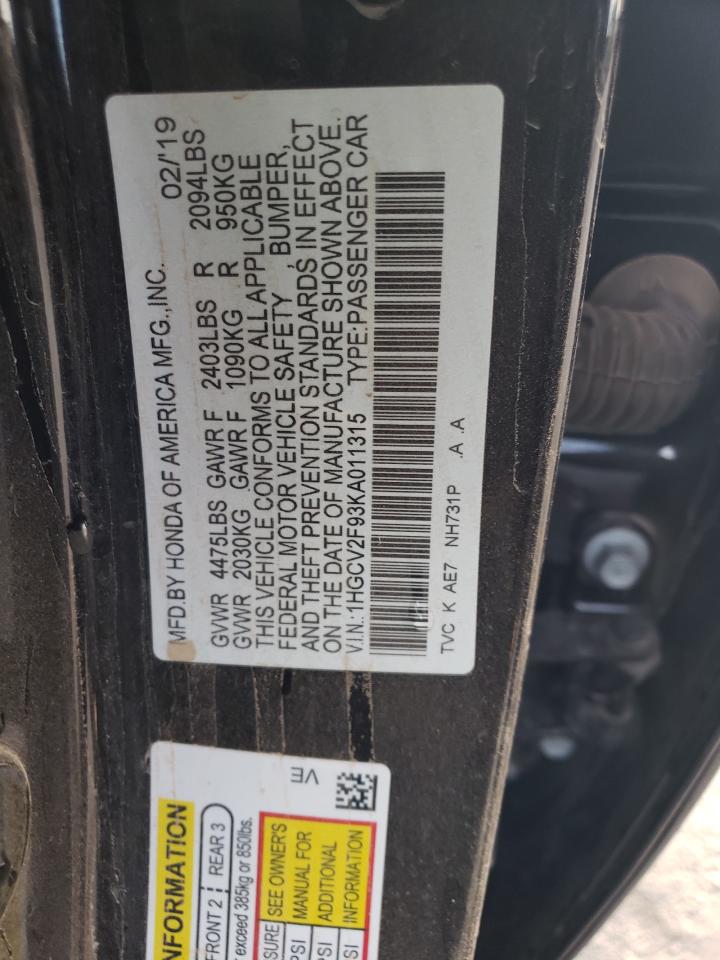 MFD.BY HONDA OF AMERICA MFG.,INC. 02/'19
GVWR 4475LBS GAWR F 2403LBS R 2094LBS
GVWR 2030KG GAWR F 1090KG R 950KG
THIS VEHICLE CONFORMS TO ALL APPLICABLE
FEDERAL MOTOR VEHICLE SAFETY , BUMPER,
AND THEFT PREVENTION STANDARDS, IN EFFECT
ON THE DATE OF MANUFACTURE SHOWN ABOVE.
V.I.N.:1HGCV2F93KA011315 TYPE:PASSENGER CAR
TVC K AE7 NH731P .A .A
VE
REAR 3
FRONT 2
exceed 385kg or 850lbs.
SEE OWNER'S
MANUAL FOR
ADDITIONAL
INFORMATION